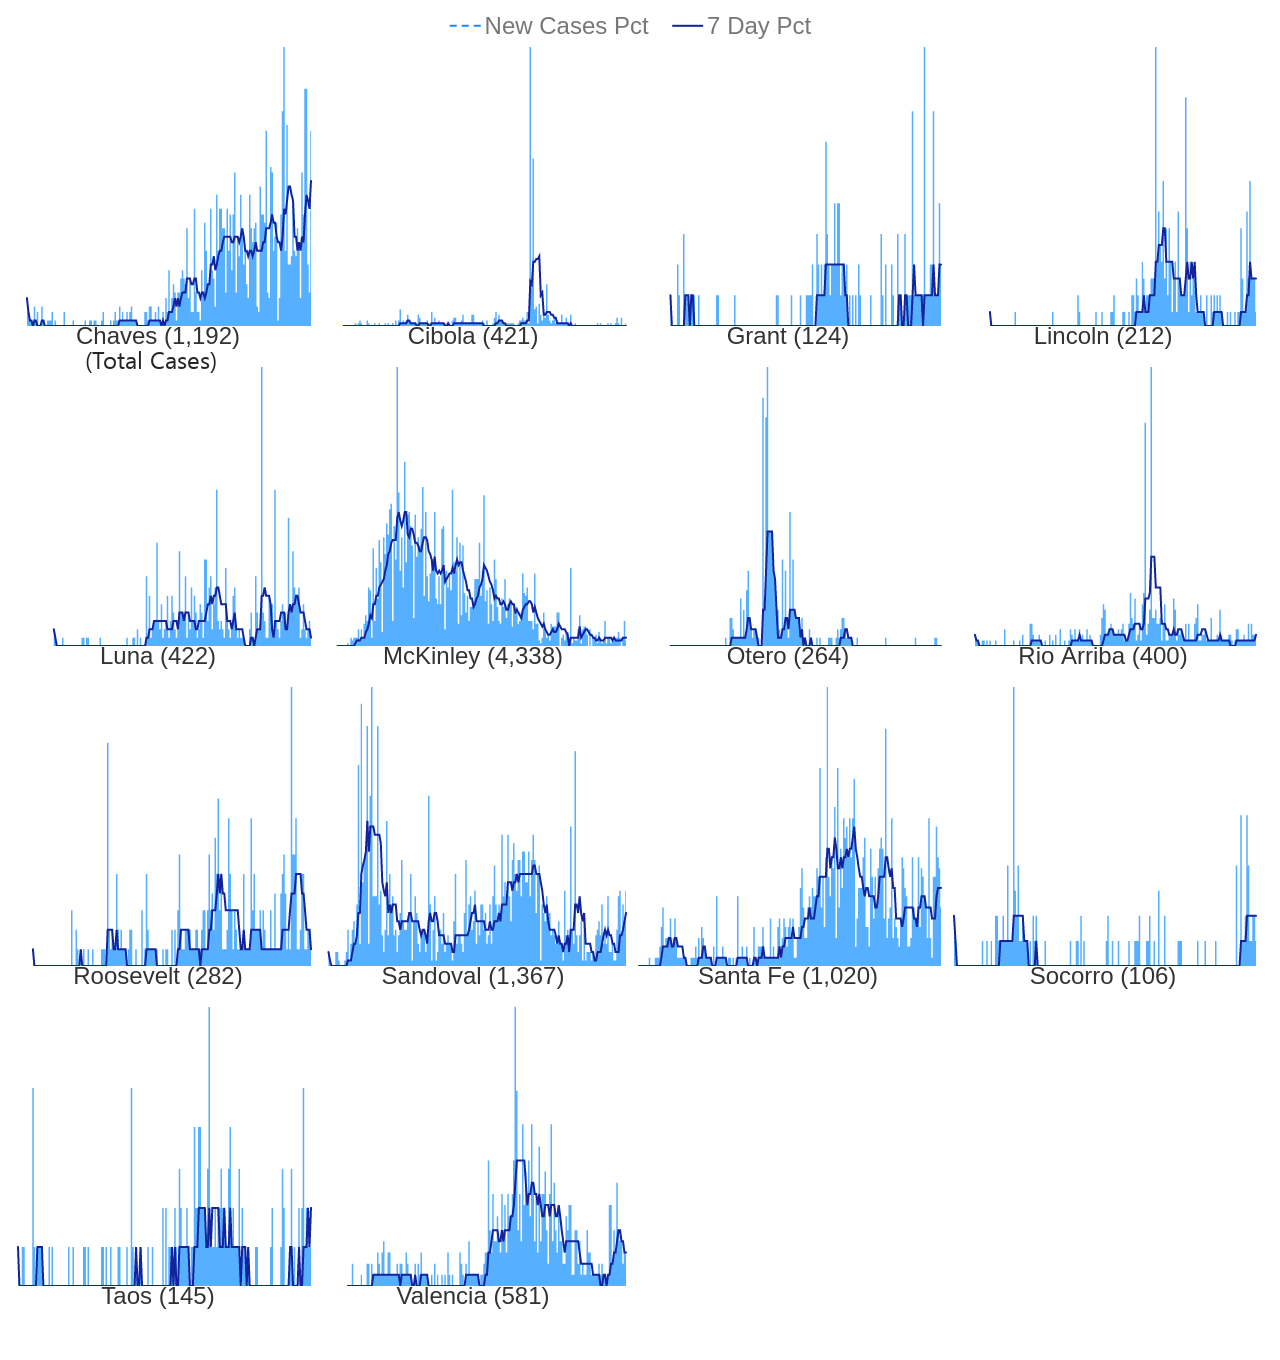 New Cases Pct 7 Day Pct
Chaves (1,192) Cibola (421) Grant (124) Lincoln (212)
(Total Cases)
Luna (422) McKinley (4,338) Otero (264) Rio Arriba (400)
Roosevelt (282) Sandoval (1,367) Santa Fe (1,020) Socorro (106)
Taos (145) Valencia (581)